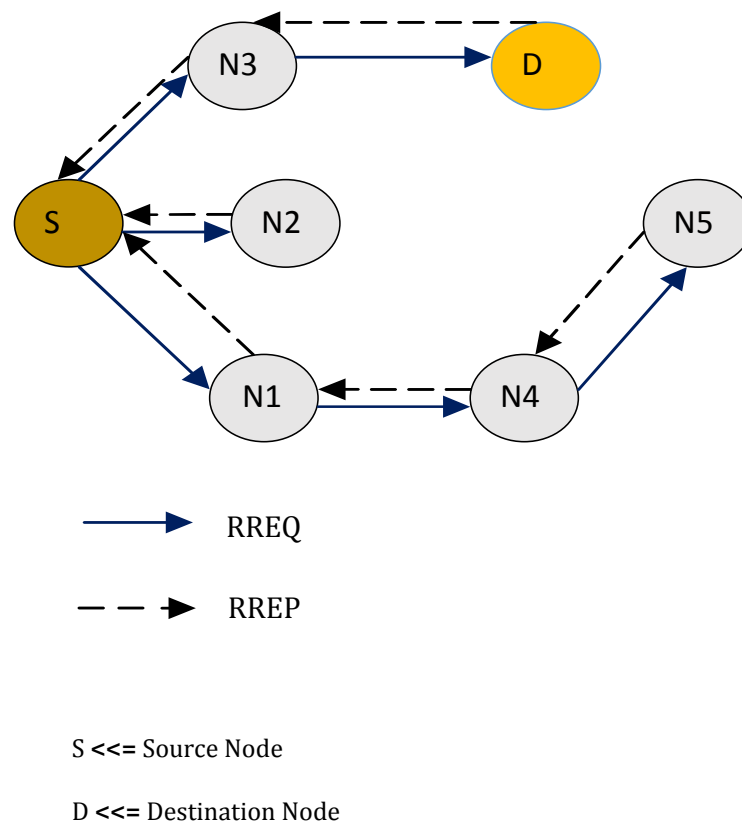 N3
D
S
N2
N5
N1
N4
RREQ
RREP
S <<= Source Node
D <<= Destination Node